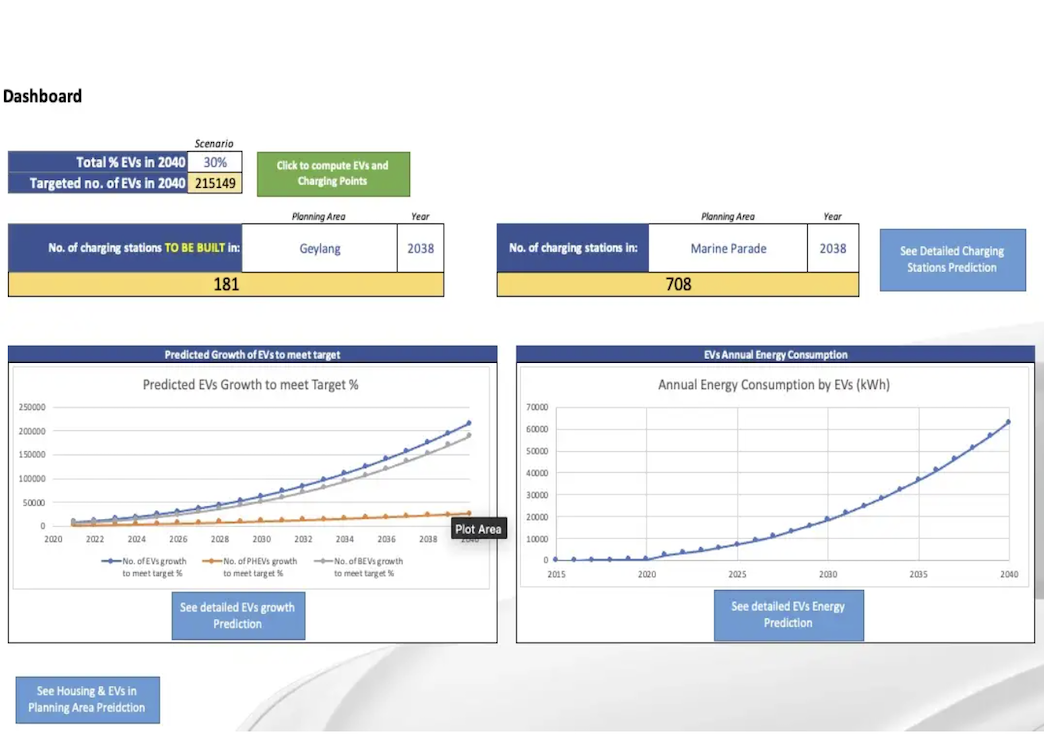 Dashboard
Scenario
Total % EVs in 2040 30%
Targeted no. of EVs in 2040 215149
Click to compute EVs and
Charging Points
Planning Area Year
No. of charging stations TO BE BUILT in: Geylang 2038
181
Planning Area Year
No. of charging stations in: Marine Parade 2038
708
See Detailed Charging
Stations Prediction
Predicted Growth of EVs to meet target
Predicted EVs Growth to meet Target %
250000
200000
150000
100000
50000
0
2020 2022 2024 2026 2028 2030 2032 2034 2036 2038 2040
Plot Area
No. of EVs growth
to meet target %
No. of PHEVs growth
to meet target %
No. of BEVs growth
to meet target %
See detailed EVs growth
Prediction
EVs Annual Energy Consumption
Annual Energy Consumption by EVs (kWh)
70000
60000
50000
40000
30000
20000
10000
0
2015 2020 2025 2030 2035 2040
See detailed EVs Energy
Prediction
See Housing & EVs in
Planning Area Preidction